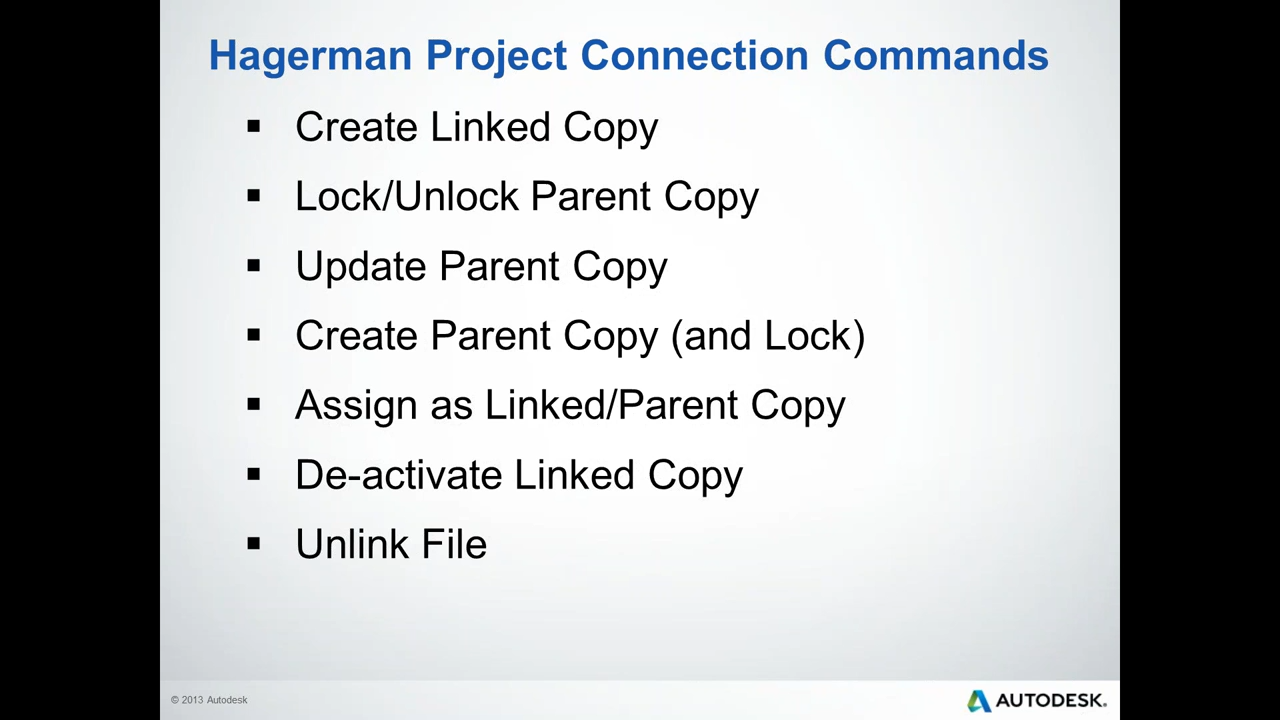 Hagerman Project Connection Commands
▪ Create Linked Copy
▪ Lock/Unlock Parent Copy
▪ Update Parent Copy
▪ Create Parent Copy (and Lock)
▪ Assign as Linked/Parent Copy
▪ De-activate Linked Copy
▪ Unlink File
© 2013 Autodesk
AUTODESK.